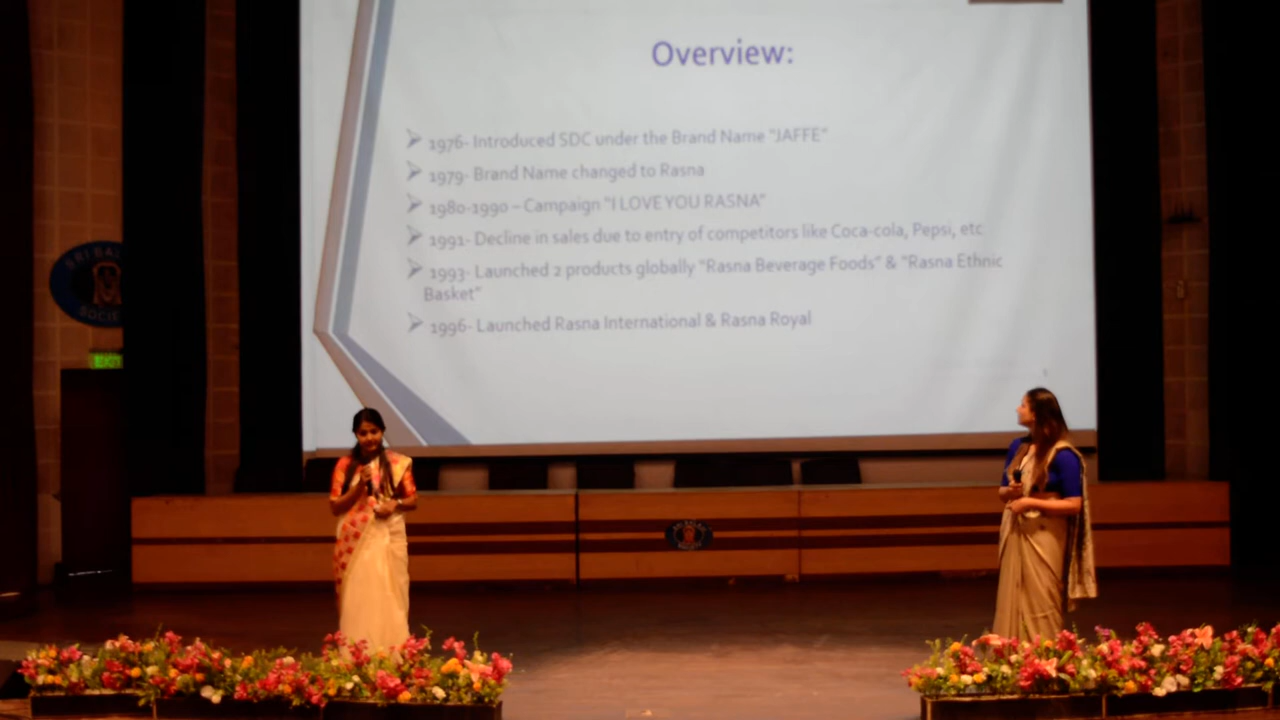 Overview:
1976- Introduced SDC under the Brand Name "JAFFE"
1979- Brand Name changed to Rasna
1980-1990 – Campaign "I LOVE YOU RASNA"
1991- Decline in sales due to entry of competitors like Coca-cola, Pepsi, etc
1993- Launched 2 products globally "Rasna Beverage Foods" & "Rasna Ethnic
Basket"
1996- Launched Rasna International & Rasna Royal
SRI
EXIT